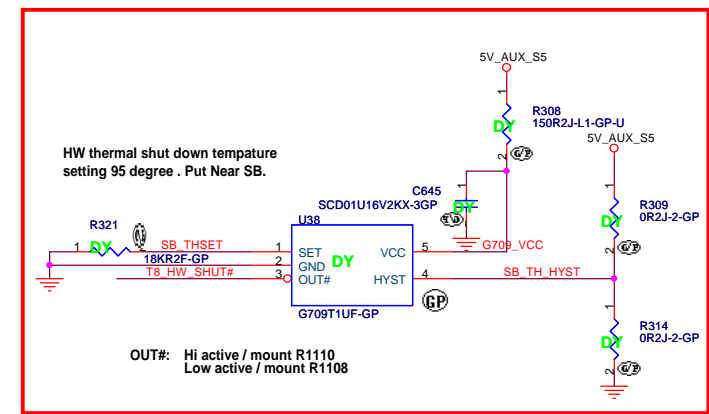 5V_AUX_S5
1
R308
150R2J-L1-GP-U
DY
2
G/P
5V_AUX_S5
HW thermal shut down tempature
setting 95 degree . Put Near SB.
C645
SCD01U16V2KX-3GP
1
DY
2
1
R309
0R2J-2-GP
DY
2
G/P
R321
1
DY
2
18KR2F-GP
SB_THSET
T8_HW_SHUT#
U38
1
SET
2
GND
3
OUT#
DY
VCC
5
G709_VCC
HYST
4
SB_TH_HYST
GP
G709T1UF-GP
1
R314
0R2J-2-GP
DY
2
G/P
OUT#: Hi active / mount R1110
Low active / mount R1108